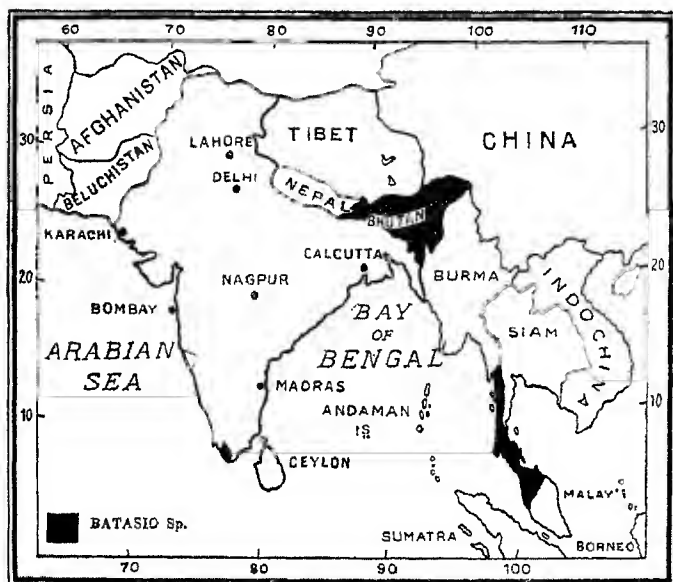 60 70 80 90 100 110
PERSIA
AFGHANISTAN
BELUCHISTAN
30 30
LAHORE
DELHI
TIBET
CHINA
NEPAL
BHUTAN
KARACHI
CALCUTTA
20 20
NAGPUR
BURMA
INDOCHINA
BOMBAY
BAY
OF
BENGAL
SIAM
ARABIAN
SEA
MADRAS
10 10
ANDAMAN
IS
CEYLON
MALAY
BATASIO Sp.
SUMATRA
BORNEO
70 80 90 100